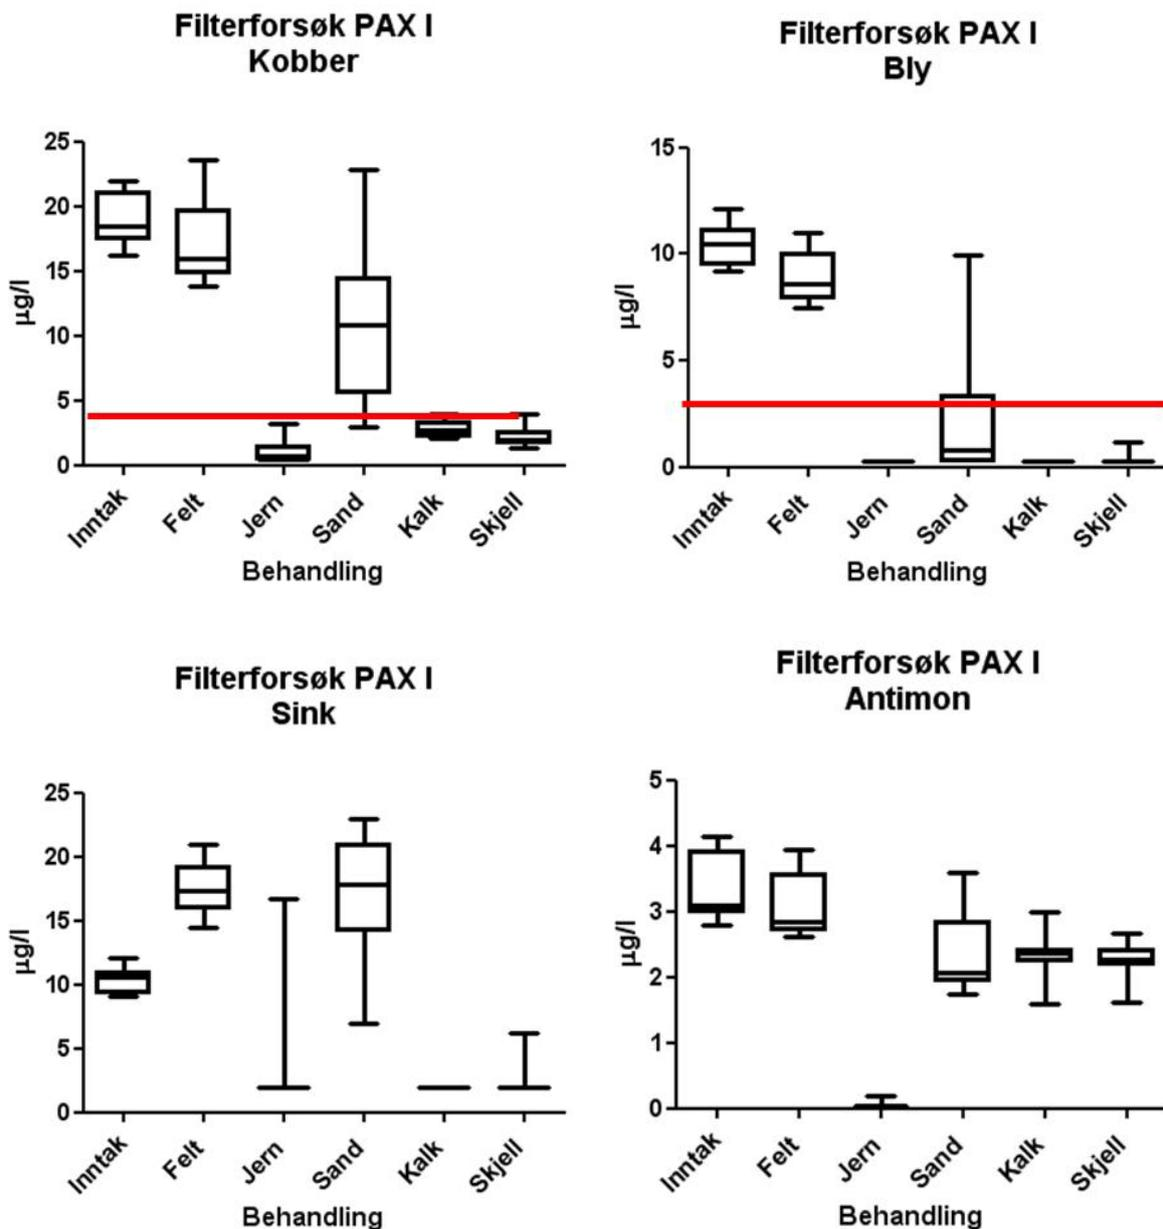 Filterforsøk PAX I
Kobber
25
20
15
10
5
0
µg/l
Inntak
Felt
Jern
Sand
Kalk
Skjell
Behandling
Filterforsøk PAX I
Bly
15
10
5
0
µg/l
Inntak
Felt
Jern
Sand
Kalk
Skjell
Behandling
Filterforsøk PAX I
Sink
25
20
15
10
5
0
µg/l
Inntak
Felt
Jern
Sand
Kalk
Skjell
Behandling
Filterforsøk PAX I
Antimon
5
4
3
2
1
0
µg/l
Inntak
Felt
Jern
Sand
Kalk
Skjell
Behandling